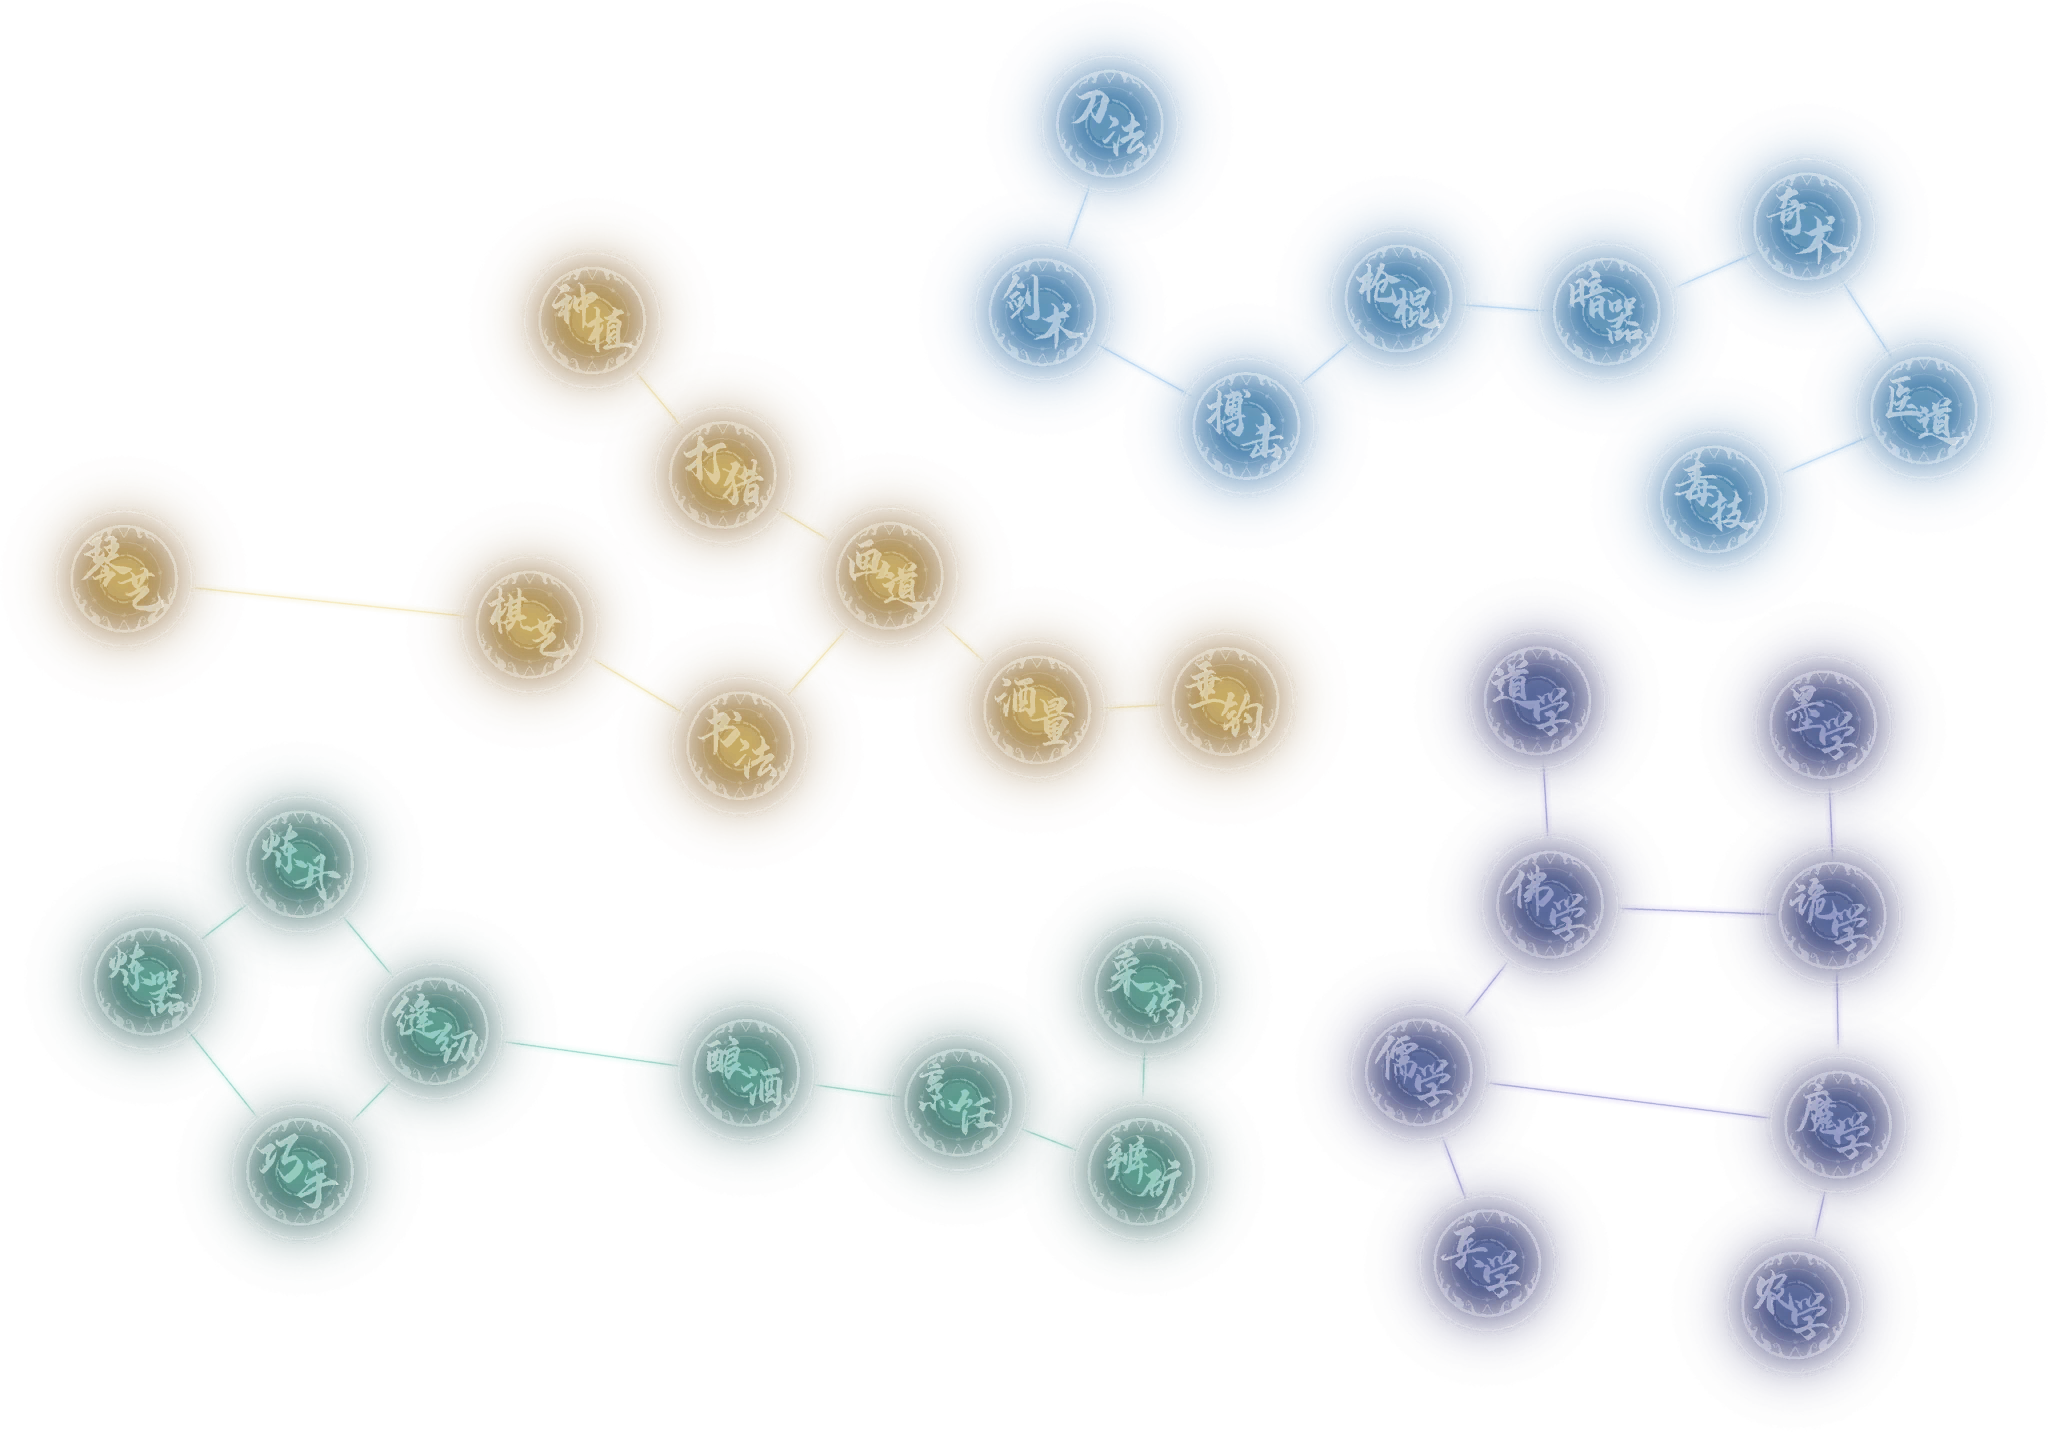 刀法
剑术
搏击
枪棍
暗器
奇术
医道
毒技
种植
打猎
画道
琴艺
棋艺
书法
酒量
垂钓
炼丹
炼器
缝纫
巧手
酿酒
烹饪
采药
辨矿
道学
星学
佛学
诡学
儒学
魔学
兵学
农学